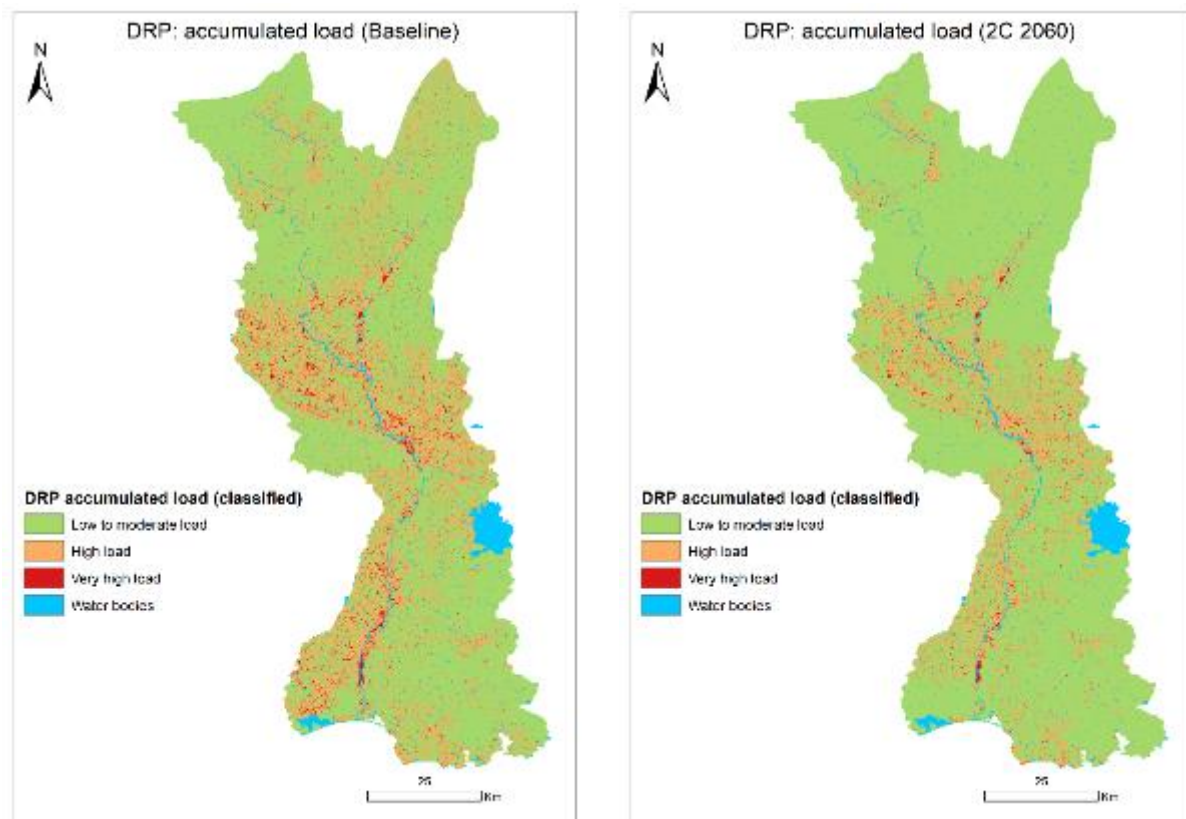 DRP: accumulated load (Baseline)
N
DRP accumulated load (classified)
Low to moderate load
High load
Very high load
Water bodies
25
Km
DRP: accumulated load (2C 2060)
N
DRP accumulated load (classified)
Low to moderate load
High load
Very high load
Water bodies
25
Km